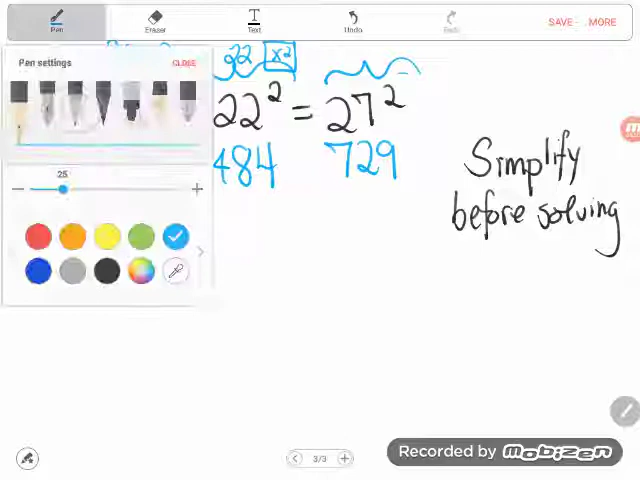 Pen
Eraser
Text
Undo
Redo
SAVE
MORE
Pen settings
CLOSE
25
22 x²
22² = 27²
484 729
Simplify
before solving
3/3
Recorded by mobizen